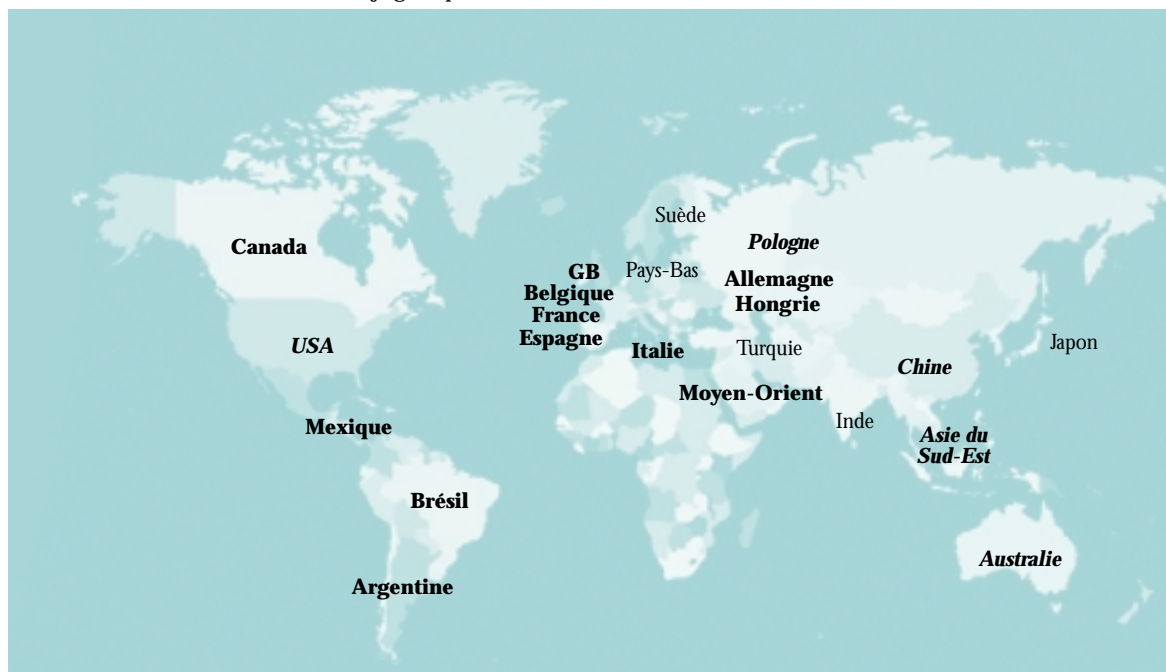 Suède
Canada
Pologne
GB
Pays-Bas
Allemagne
Belgique
Hongrie
France
Espagne
USA
Italie
Turquie
Japon
Chine
Moyen-Orient
Mexique
Inde
Asie du
Sud-Est
Brésil
Australie
Argentine